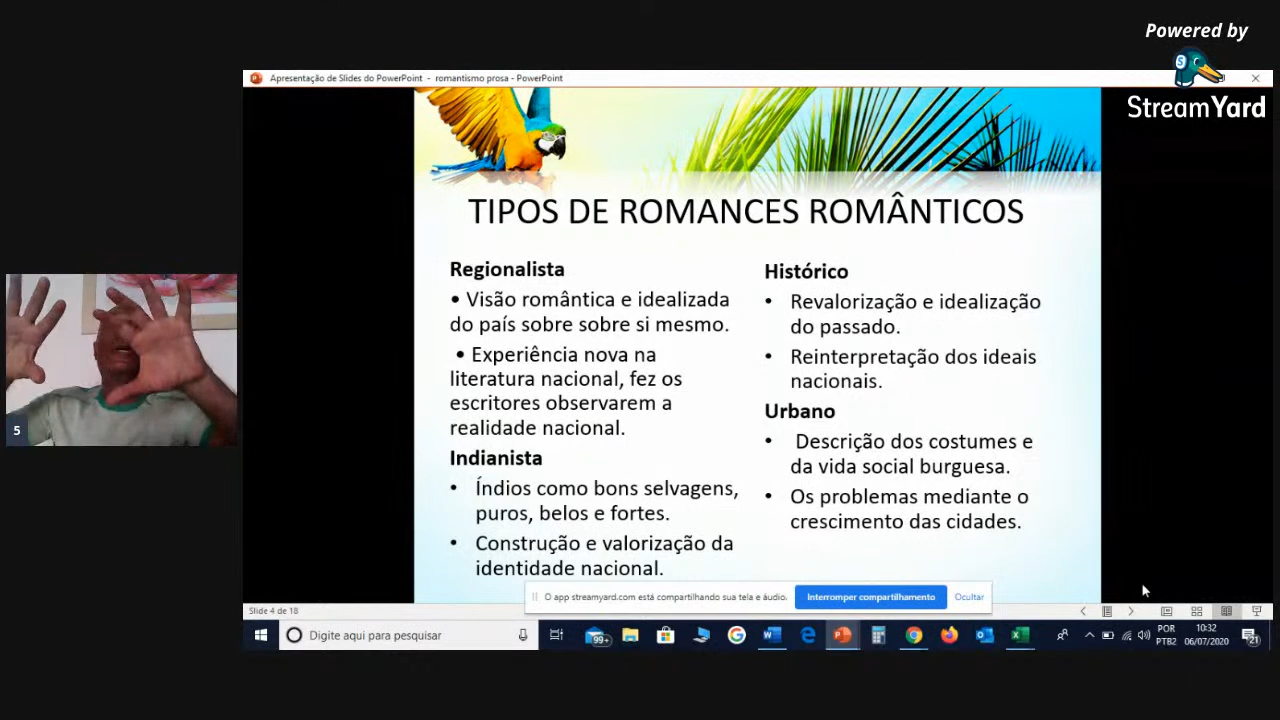 Powered by
StreamYard
Apresentação de Slides do PowerPoint - romantismo prosa - PowerPoint
TIPOS DE ROMANCES ROMÂNTICOS
Regionalista
• Visão romântica e idealizada
do país sobre sobre si mesmo.
• Experiência nova na
literatura nacional, fez os
escritores observarem a
realidade nacional.
Indianista
• Índios como bons selvagens,
puros, belos e fortes.
• Construção e valorização da
identidade nacional.
Histórico
• Revalorização e idealização
do passado.
• Reinterpretação dos ideais
nacionais.
Urbano
• Descrição dos costumes e
da vida social burguesa.
• Os problemas mediante o
crescimento das cidades.
5
O app streamyard.com está compartilhando sua tela e áudio.
Interromper compartilhamento
Ocultar
Slide 4 de 18
Digite aqui para pesquisar
99+
POR
PTB2
10:32
06/07/2020
21